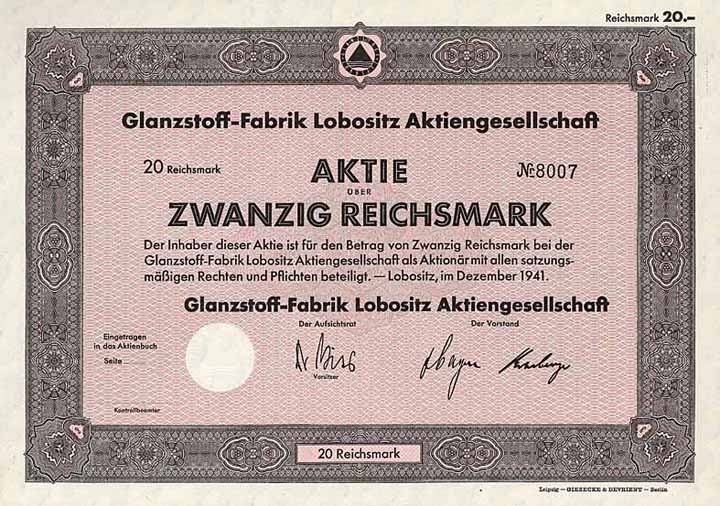 Reichsmark 20.–
Glanzstoff-Fabrik Lobositz Aktiengesellschaft
20 Reichsmark
AKTIE
№ 8007
ÜBER
ZWANZIG REICHSMARK
Der Inhaber dieser Aktie ist für den Betrag von Zwanzig Reichsmark bei der
Glanzstoff-Fabrik Lobositz Aktiengesellschaft als Aktionär mit allen satzungs-
mäßigen Rechten und Pflichten beteiligt. — Lobositz, im Dezember 1941.
Glanzstoff-Fabrik Lobositz Aktiengesellschaft
Der Aufsichtsrat
Der Vorstand
Eingetragen
in das Aktienbuch
Seite
Vorsitzer
Kontrollbeamter
20 Reichsmark
Leipzig — GIESECKE & DEVRIENT — Berlin